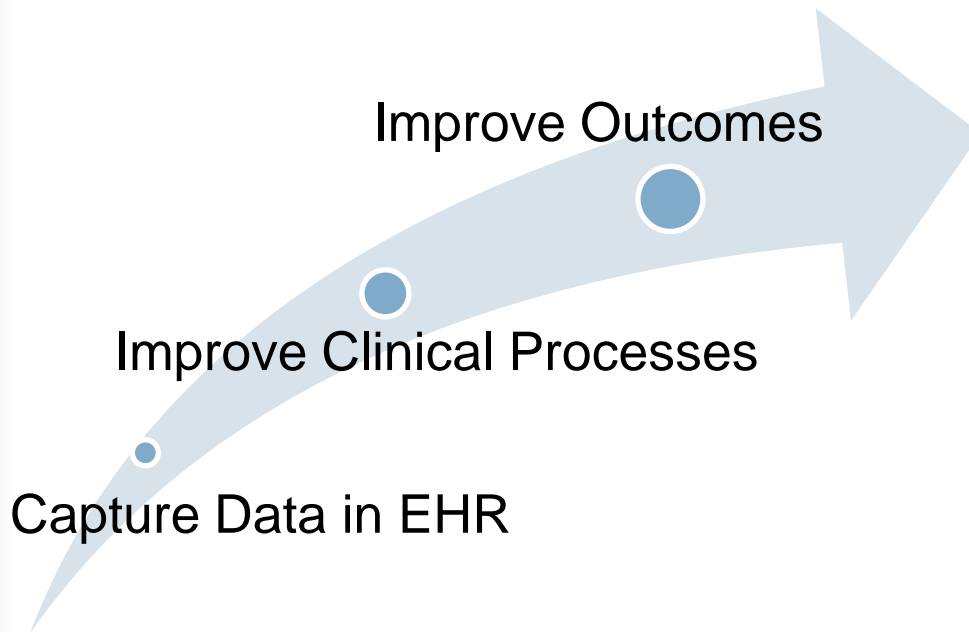 Improve Outcomes
Improve Clinical Processes
Capture Data in EHR